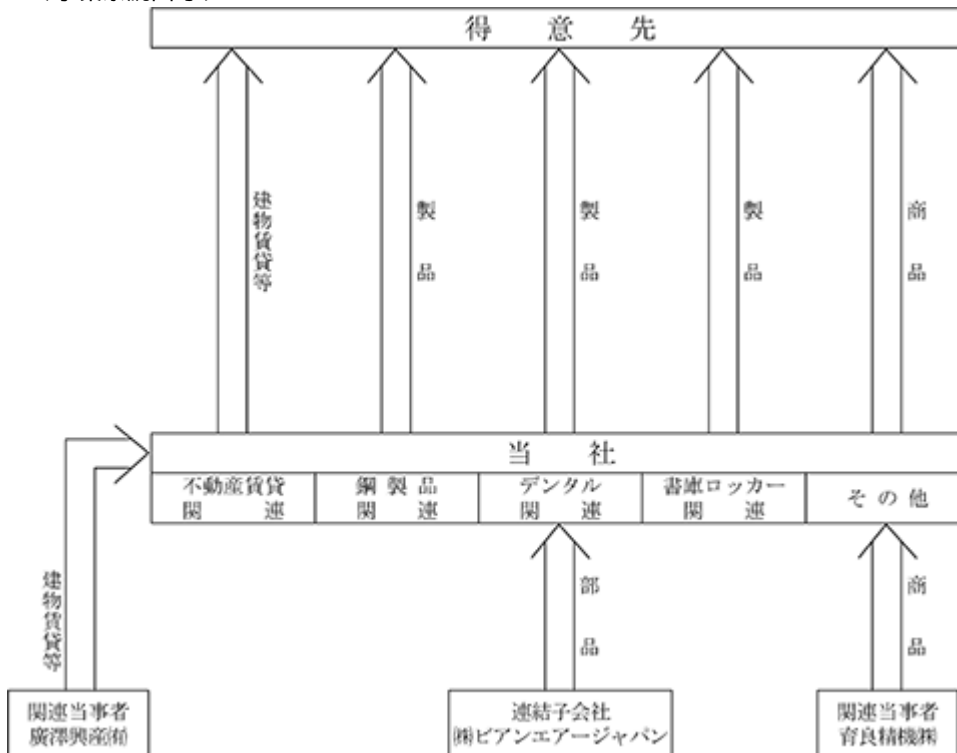 得意先
建物賃貸等
製品
製品
製品
商品
当社
不動産賃貸
関連
鋼製品
関連
デンタル
関連
書庫ロッカー
関連
その他
建物賃貸等
部品
商品
関連当事者
廣澤興産㈲
連結子会社
㈱ビアンエアージャパン
関連当事者
育良精機㈱